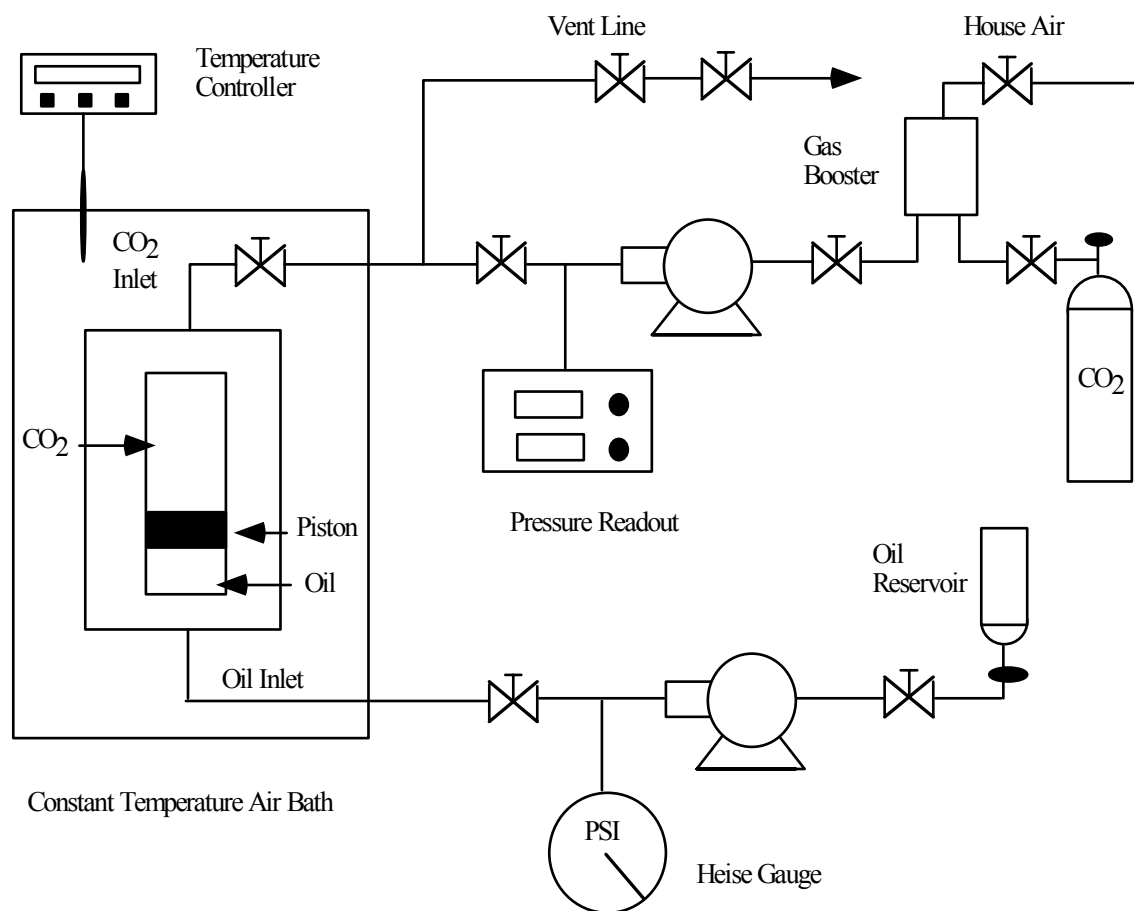 Vent Line
House Air
Temperature
Controller
Gas
Booster
CO2
Inlet
CO2
CO2
Piston
Pressure Readout
Oil
Oil
Reservoir
Oil Inlet
Constant Temperature Air Bath
PSI
Heise Gauge